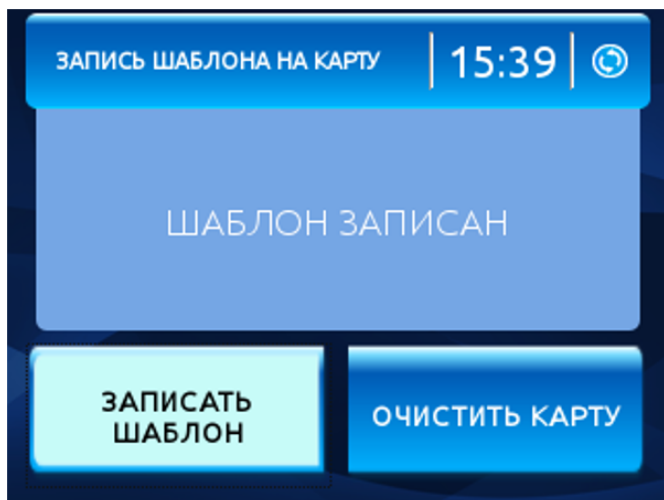 ЗАПИСЬ ШАБЛОНА НА КАРТУ
15:39
ШАБЛОН ЗАПИСАН
ЗАПИСАТЬ
ШАБЛОН
ОЧИСТИТЬ КАРТУ